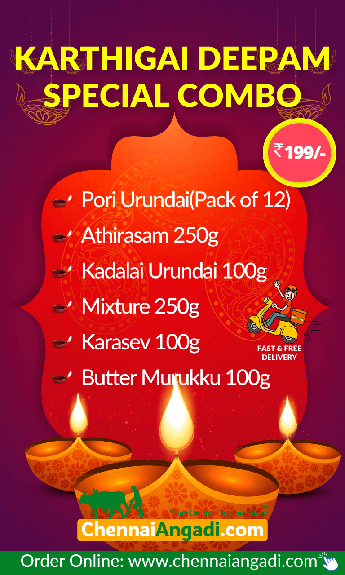 KARTHIGAI DEEPAM
SPECIAL COMBO
₹199/-
Pori Urundai(Pack of 12)
Athirasam 250g
Kadalai Urundai 100g
Mixture 250g
Karasev 100g
Butter Murukku 100g
FAST & FREE
DELIVERY
ChennaiAngadi.com
Order Online: www.chennaiangadi.com